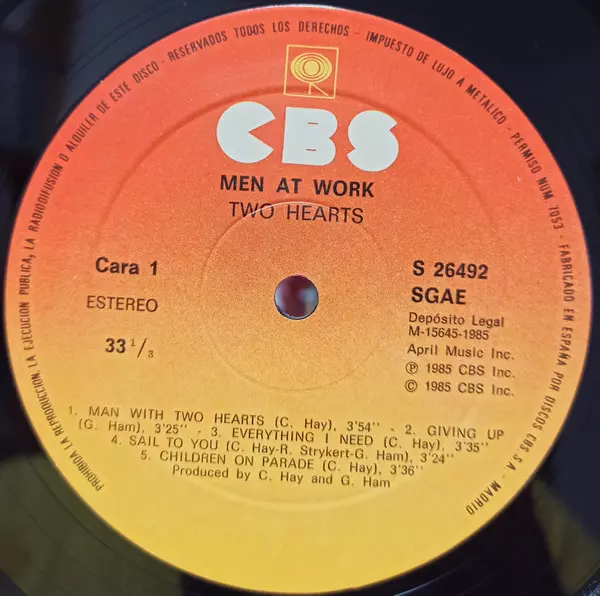 PROHIBIDA LA REPRODUCCION, LA EJECUCION PUBLICA, LA RADIODIFUSION O ALQUILER DE ESTE DISCO - RESERVADOS TODOS LOS DERECHOS - IMPUESTO DE LUJO A METALICO - PERMISO NUM 7053 - FABRICADO EN ESPAÑA POR DISCOS CBS, S.A. - MADRID
CBS
MEN AT WORK
TWO HEARTS
Cara 1
ESTEREO
33 1/3
S 26492
SGAE
Depósito Legal
M-15645-1985
April Music Inc.
Ⓟ 1985 CBS Inc.
© 1985 CBS Inc.
1. MAN WITH TWO HEARTS (C. Hay), 3'54'' - 2. GIVING UP
(G. Ham), 3'25'' - 3. EVERYTHING I NEED (C. Hay), 3'35''
4. SAIL TO YOU (C. Hay-R. Strykert-G. Ham), 3'24''
5. CHILDREN ON PARADE (C. Hay), 3'36''
Produced by C. Hay and G. Ham